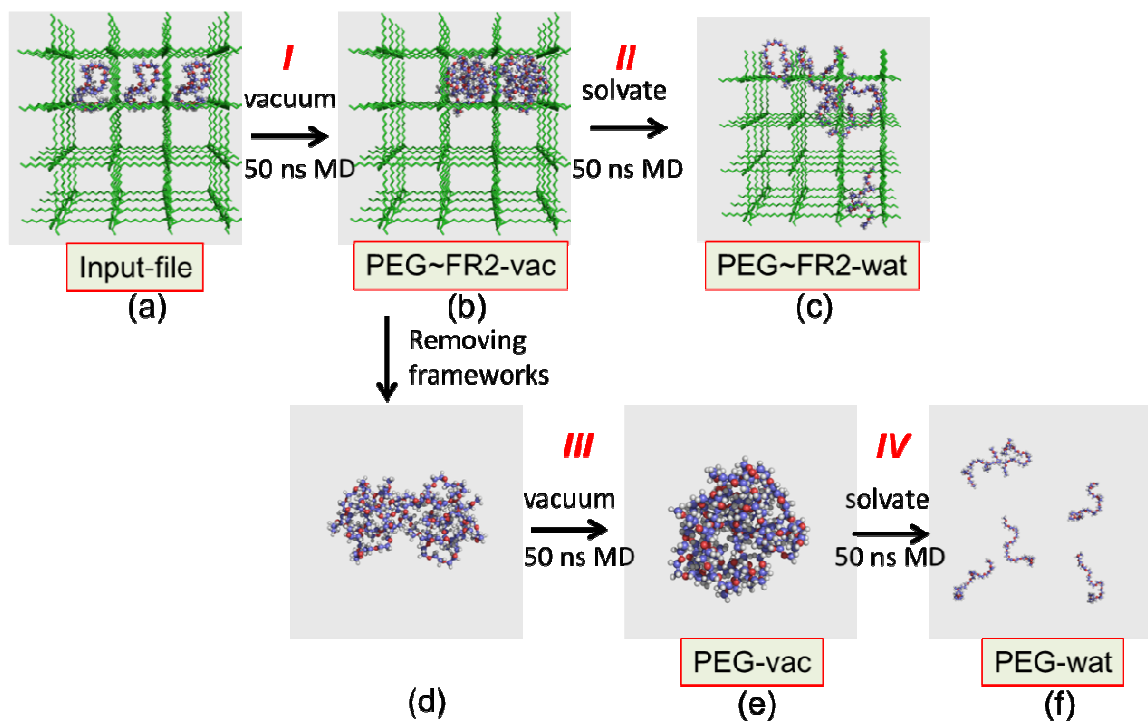 I
vacuum
50 ns MD
II
solvate
50 ns MD
Input-file
PEG~FR2-vac
PEG~FR2-wat
(a)
(b)
(c)
Removing
frameworks
III
vacuum
50 ns MD
IV
solvate
50 ns MD
PEG-vac
PEG-wat
(d)
(e)
(f)